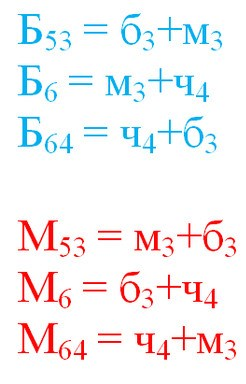 Б₅₃ = б₃+м₃
Б₆ = м₃+ч₄
Б₆₄ = ч₄+б₃
М₅₃ = м₃+б₃
М₆ = б₃+ч₄
М₆₄ = ч₄+м₃